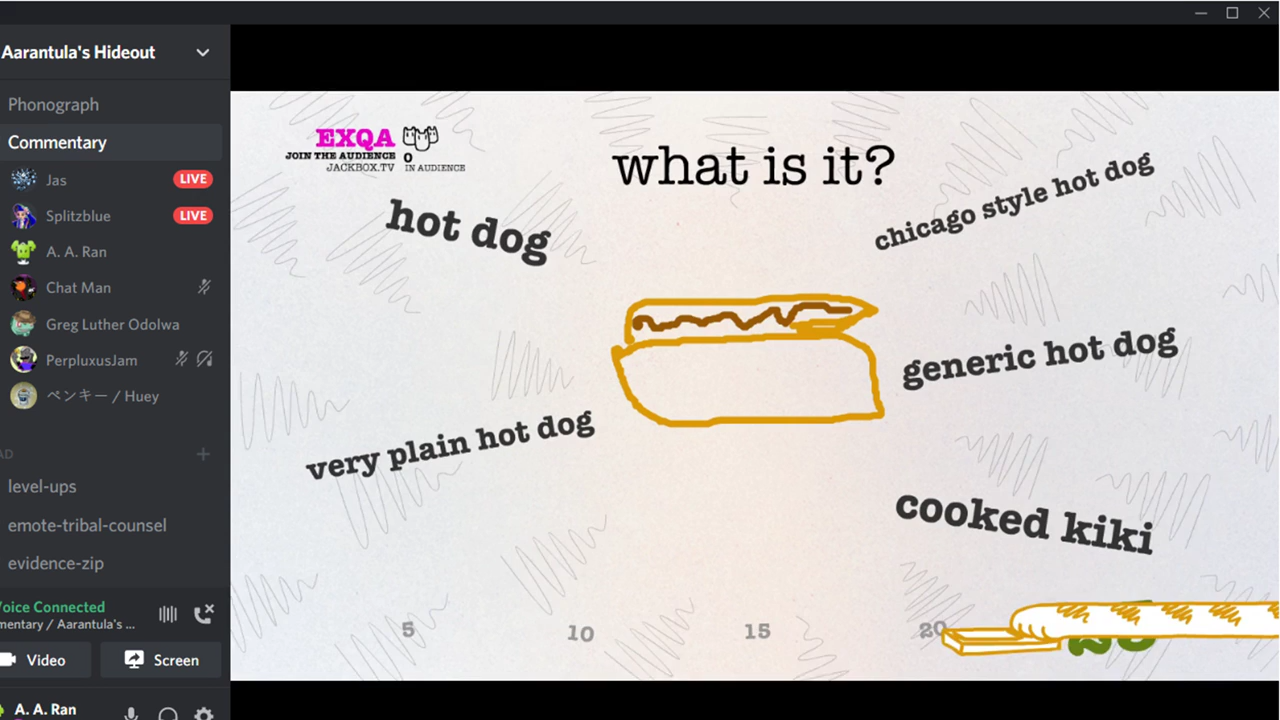 Aarantula's Hideout
Phonograph
Commentary
Jas LIVE
Splitzblue LIVE
A. A. Ran
Chat Man
Greg Luther Odolwa
PerpluxusJam
ペンキー / Huey
AD
level-ups
emote-tribal-counsel
evidence-zip
Voice Connected
mentary / Aarantula's ...
Video Screen
A. A. Ran
EXQA
JOIN THE AUDIENCE 0
JACKBOX.TV IN AUDIENCE
what is it?
hot dog
chicago style hot dog
generic hot dog
very plain hot dog
cooked kiki
5 10 15 20